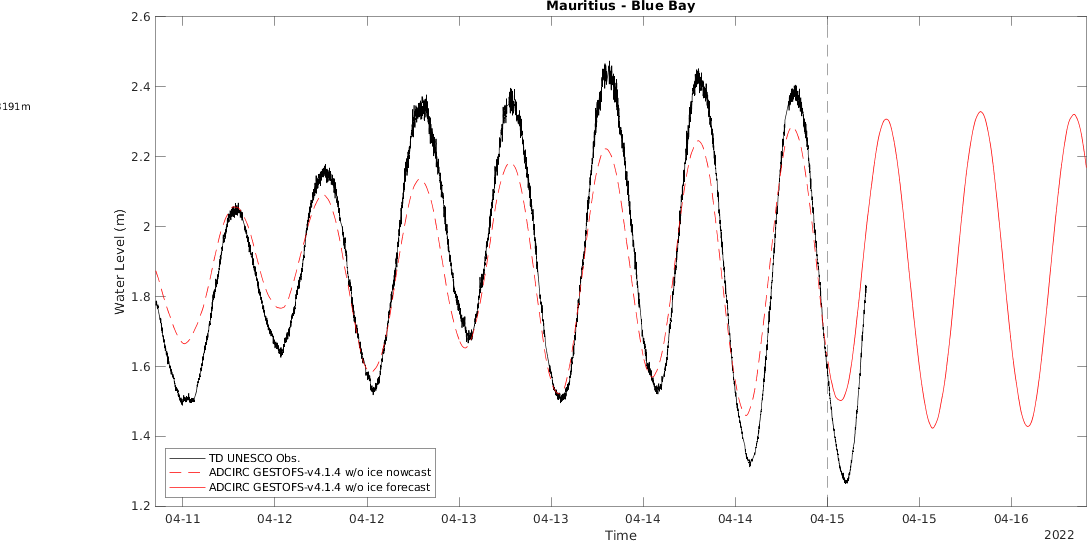 Mauritius - Blue Bay
2.6
2.4
191m
2.2
2
1.8
1.6
1.4
1.2
Water Level (m)
TD UNESCO Obs.
ADCIRC GESTOFS-v4.1.4 w/o ice nowcast
ADCIRC GESTOFS-v4.1.4 w/o ice forecast
04-11 04-12 04-12 04-13 04-13 04-14 04-14 04-15 04-15 04-16
Time
2022